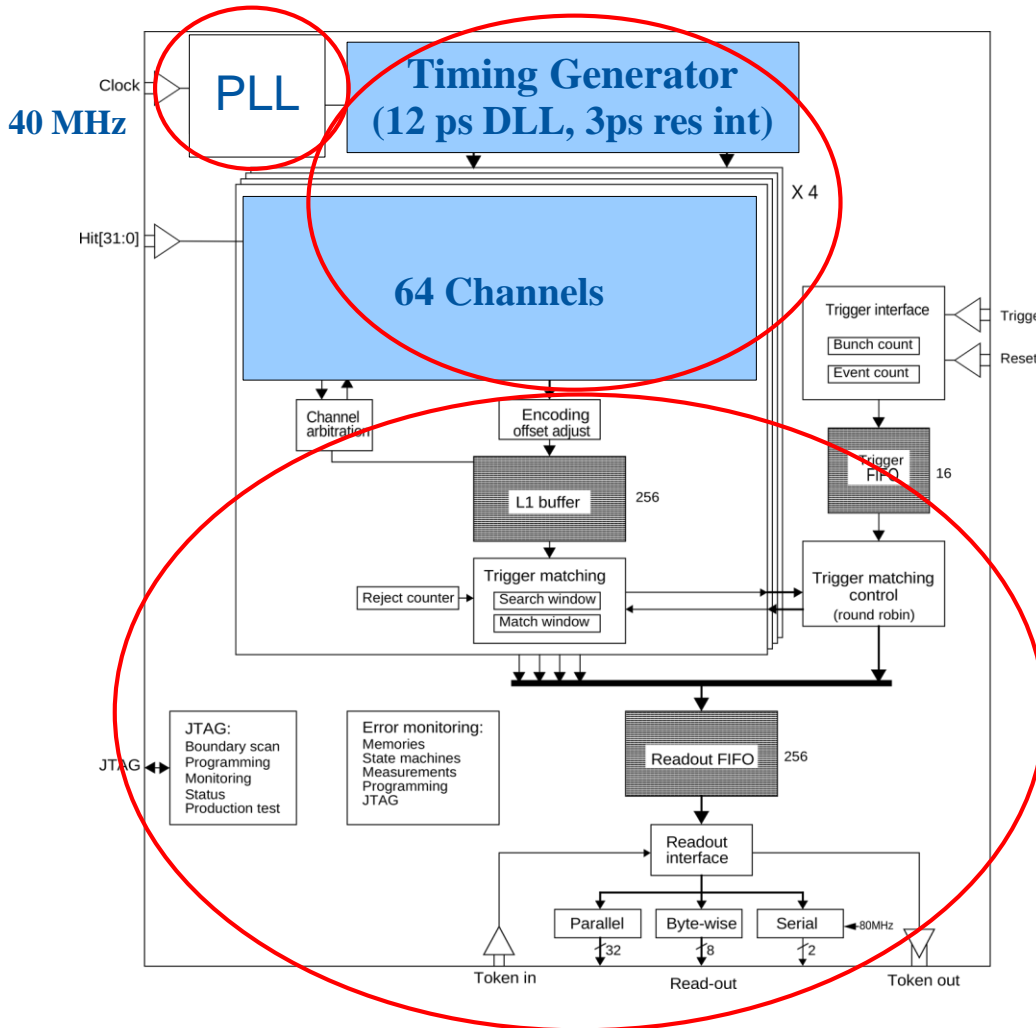 Clock
40 MHz
PLL
Timing Generator
(12 ps DLL, 3ps res int)
X 4
Hit[31:0]
64 Channels
Trigger interface
Bunch count
Event count
Trigge
Reset
Channel
arbitration
Encoding
offset adjust
L1 buffer
256
Trigger
FIFO
16
Reject counter
Trigger matching
Search window
Match window
Trigger matching
control
(round robin)
JTAG
JTAG:
Boundary scan
Programming
Monitoring
Status
Production test
Error monitoring:
Memories
State machines
Measurements
Programming
JTAG
Readout FIFO
256
Readout
interface
Parallel
Byte-wise
Serial
80MHz
32
8
2
Token in
Read-out
Token out